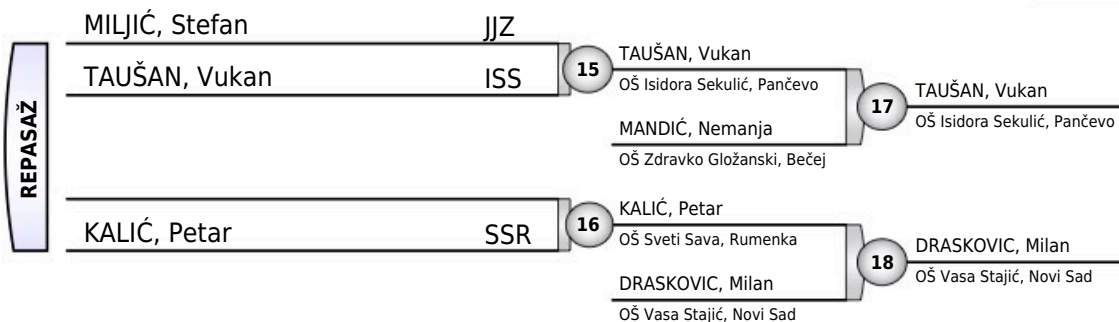 REPASAŽ
MILJIĆ, Stefan JJZ
TAUŠAN, Vukan ISS
15
TAUŠAN, Vukan
OŠ Isidora Sekulić, Pančevo
MANDIĆ, Nemanja
OŠ Zdravko Gložanski, Bečej
17
TAUŠAN, Vukan
OŠ Isidora Sekulić, Pančevo
KALIĆ, Petar SSR
16
KALIĆ, Petar
OŠ Sveti Sava, Rumenka
DRASKOVIC, Milan
OŠ Vasa Stajić, Novi Sad
18
DRASKOVIC, Milan
OŠ Vasa Stajić, Novi Sad